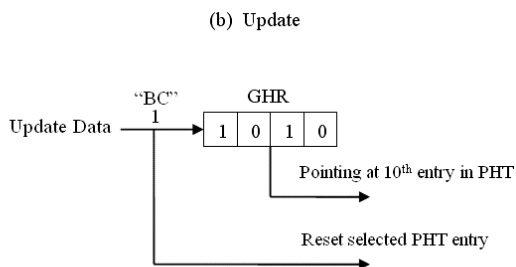 (b) Update
“BC”
GHR
1
Update Data
1 0 1 0
Pointing at 10th entry in PHT
Reset selected PHT entry